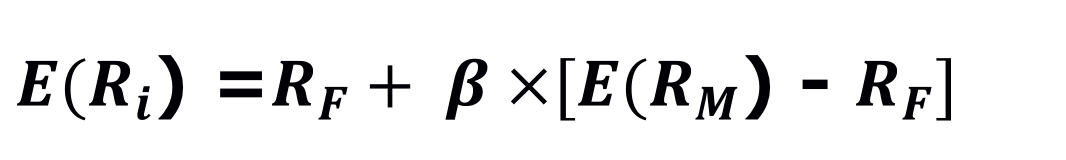 E(R_i) = R_F + β × [E(R_M) - R_F]